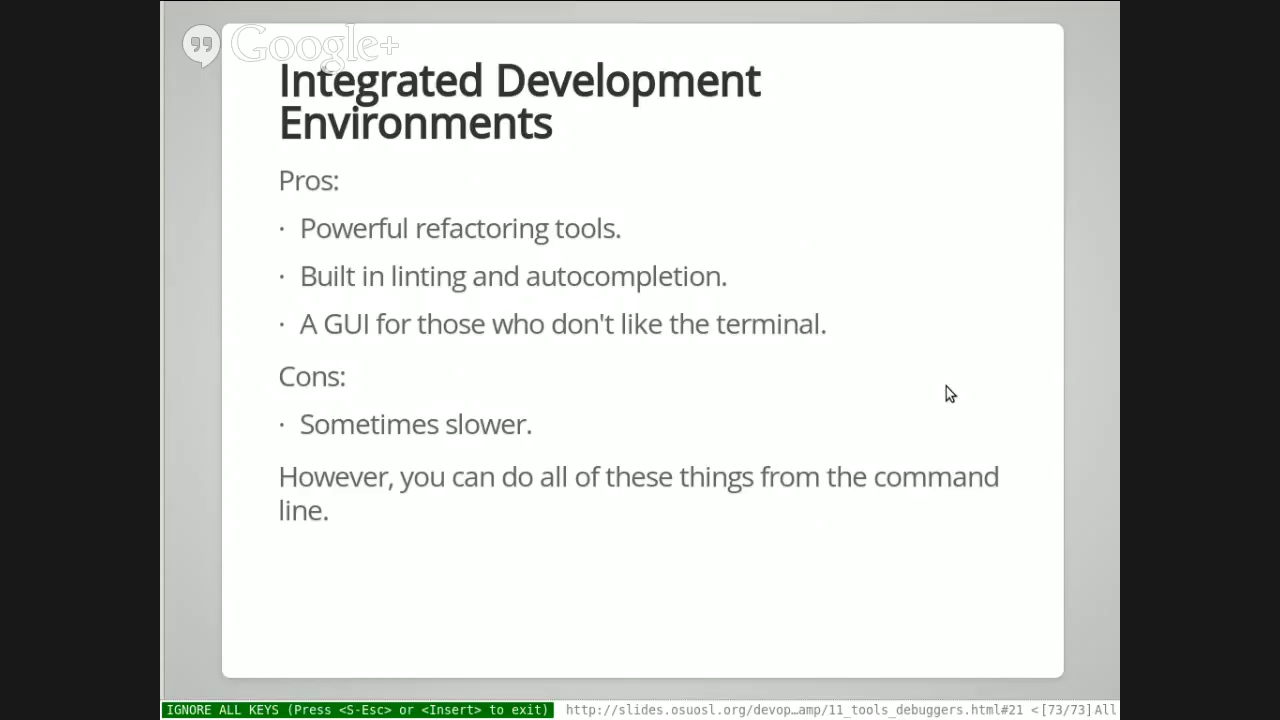 Google+
Integrated Development
Environments
Pros:
· Powerful refactoring tools.
· Built in linting and autocompletion.
· A GUI for those who don't like the terminal.
Cons:
· Sometimes slower.
However, you can do all of these things from the command
line.
IGNORE ALL KEYS (Press <S-Esc> or <Insert> to exit) http://slides.osuosl.org/devop…amp/11_tools_debuggers.html#21 <[73/73]All